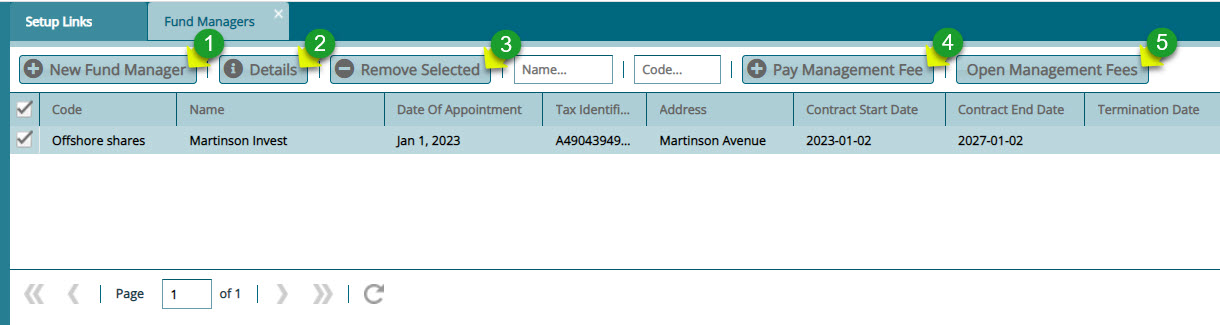 Setup Links Fund Managers ×
1 2 3 4 5
New Fund Manager Details Remove Selected Name... Code... Pay Management Fee Open Management Fees
Code Name Date Of Appointment Tax Identifi... Address Contract Start Date Contract End Date Termination Date
Offshore shares Martinson Invest Jan 1, 2023 A49043949... Martinson Avenue 2023-01-02 2027-01-02
Page 1 of 1